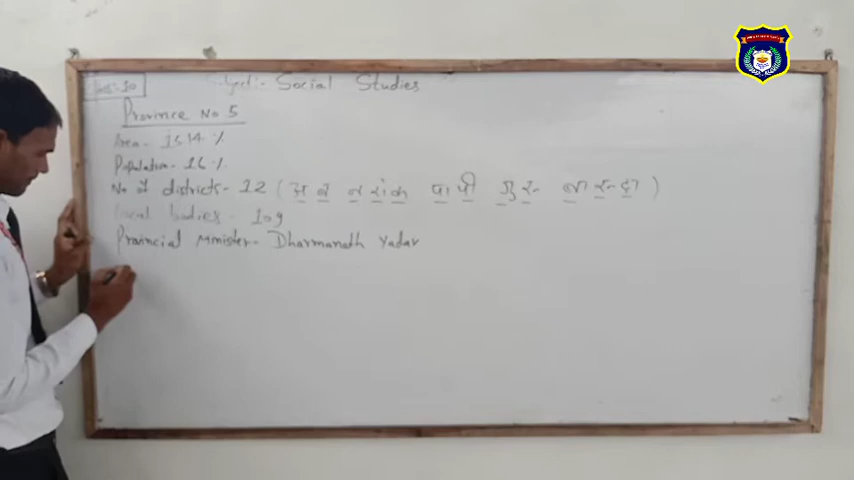 Subject:- Social Studies
Province No 5
Area - 15.14 %
Population - 16 %
No of districts - 12 ( अ ब न रा क पा पी गु रु बा ब र्दा )
Local bodies - 109
Provincial Minister - Dharmanath Yadav